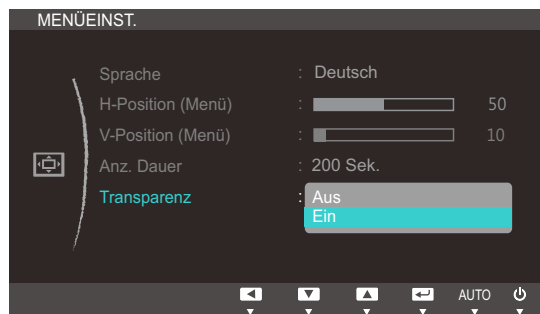 MENÜEINST.
Sprache : Deutsch
H-Position (Menü) : 50
V-Position (Menü) : 10
Anz. Dauer : 200 Sek.
Transparenz : Aus
Ein
AUTO